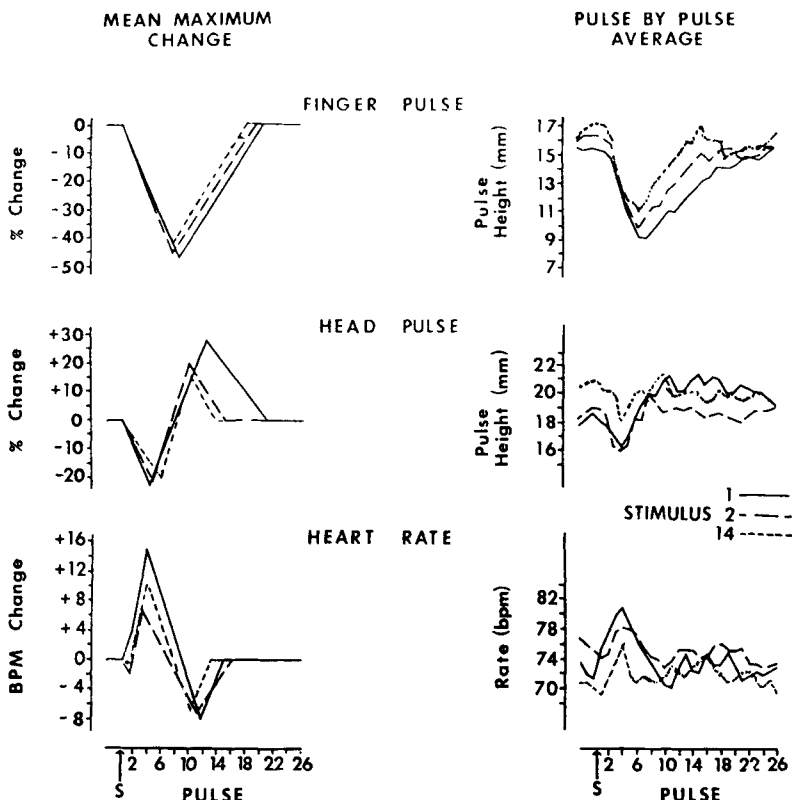 MEAN MAXIMUM
CHANGE
PULSE BY PULSE
AVERAGE
FINGER PULSE
% Change
0
-10
-20
-30
-40
-50
Pulse
Height (mm)
17
15
13
11
9
7
HEAD PULSE
% Change
+30
+20
+10
0
-10
-20
Pulse
Height (mm)
22
20
18
16
STIMULUS
1
2
14
HEART RATE
BPM Change
+16
+12
+8
+4
0
-4
-8
Rate (bpm)
82
78
74
70
2 6 10 14 18 22 26
S
PULSE
2 6 10 14 18 22 26
S
PULSE